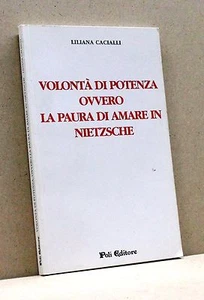 LILIANA CACIALLI
VOLONTÀ DI POTENZA
OVVERO
LA PAURA DI AMARE IN
NIETZSCHE
Poli Editore